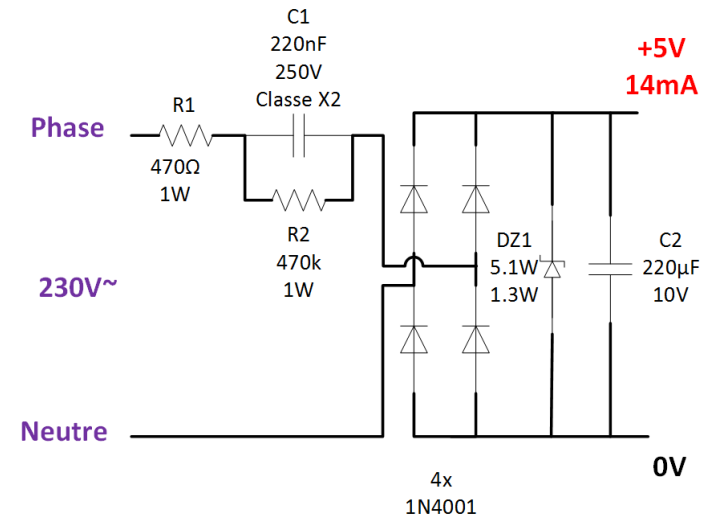 C1
220nF
250V
Classe X2
+5V
14mA
Phase
R1
470Ω
1W
R2
470k
1W
230V~
DZ1
5.1W
1.3W
C2
220µF
10V
Neutre
0V
4x
1N4001